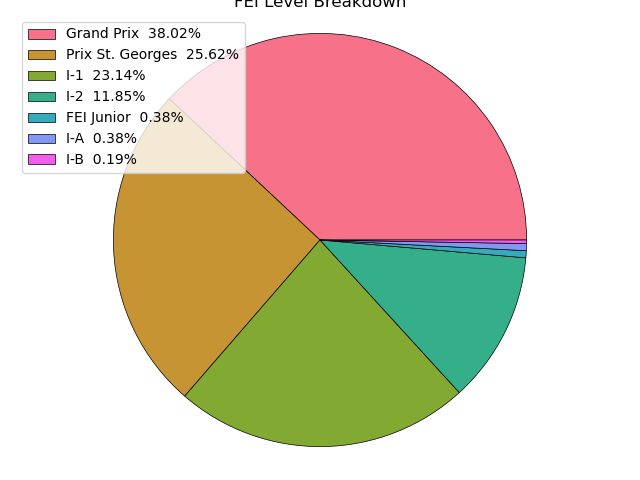 FEI Level Breakdown
Grand Prix 38.02%
Prix St. Georges 25.62%
I-1 23.14%
I-2 11.85%
FEI Junior 0.38%
I-A 0.38%
I-B 0.19%